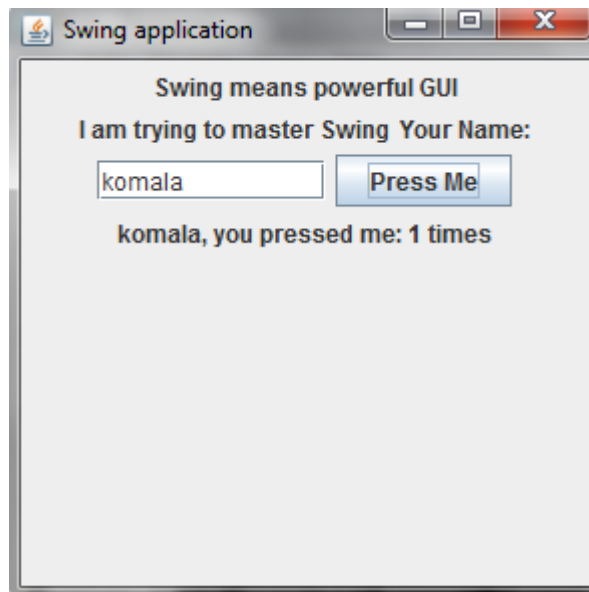 Swing application
Swing means powerful GUI
I am trying to master Swing Your Name:
komala Press Me
komala, you pressed me: 1 times